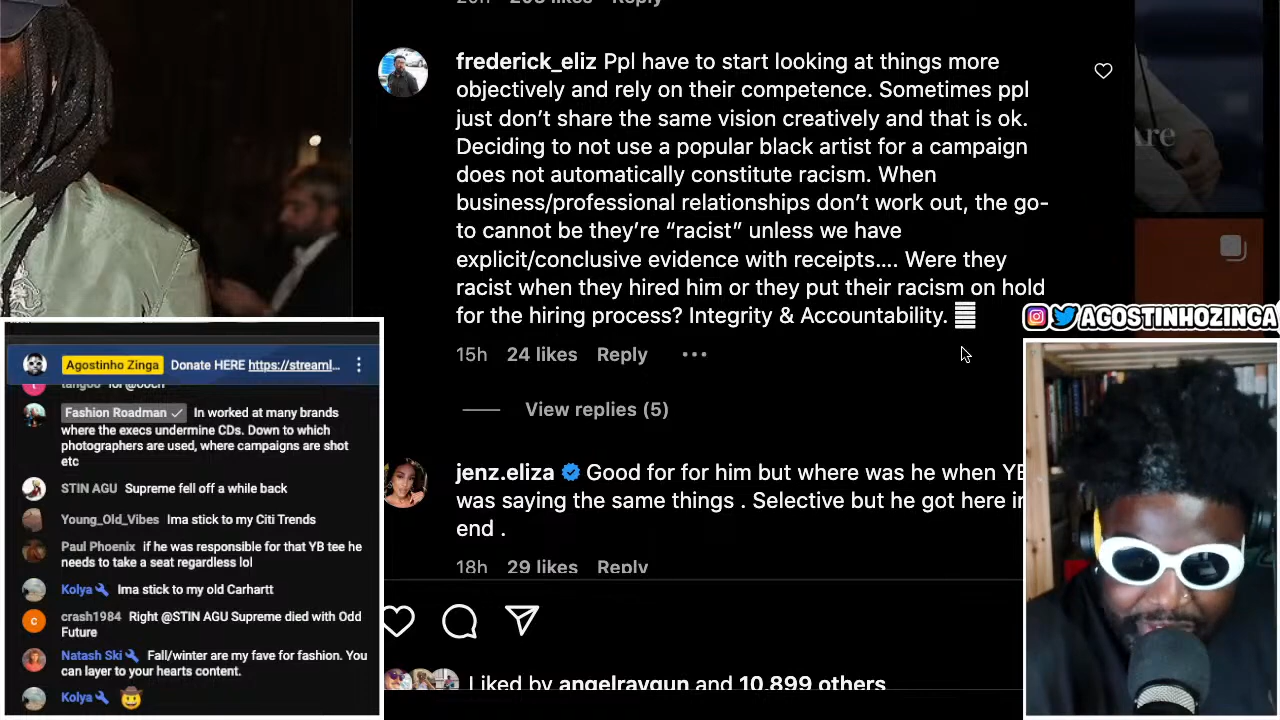 frederick_eliz Ppl have to start looking at things more
objectively and rely on their competence. Sometimes ppl
just don’t share the same vision creatively and that is ok.
Deciding to not use a popular black artist for a campaign
does not automatically constitute racism. When
business/professional relationships don’t work out, the go-
to cannot be they’re “racist” unless we have
explicit/conclusive evidence with receipts.... Were they
racist when they hired him or they put their racism on hold
for the hiring process? Integrity & Accountability.
15h 24 likes Reply
View replies (5)
jenz.eliza Good for for him but where was he when YE
was saying the same things . Selective but he got here in
end .
18h 29 likes Reply
Liked by angelraygun and 10,899 others
AGOSTINHOZINGA
Agostinho Zinga Donate HERE https://streaml...
Fashion Roadman In worked at many brands
where the execs undermine CDs. Down to which
photographers are used, where campaigns are shot
etc
STIN AGU Supreme fell off a while back
Young_Old_Vibes Ima stick to my Citi Trends
Paul Phoenix if he was responsible for that YB tee he
needs to take a seat regardless lol
Kolya Ima stick to my old Carhartt
crash1984 Right @STIN AGU Supreme died with Odd
Future
Natash Ski Fall/winter are my fave for fashion. You
can layer to your hearts content.
Kolya